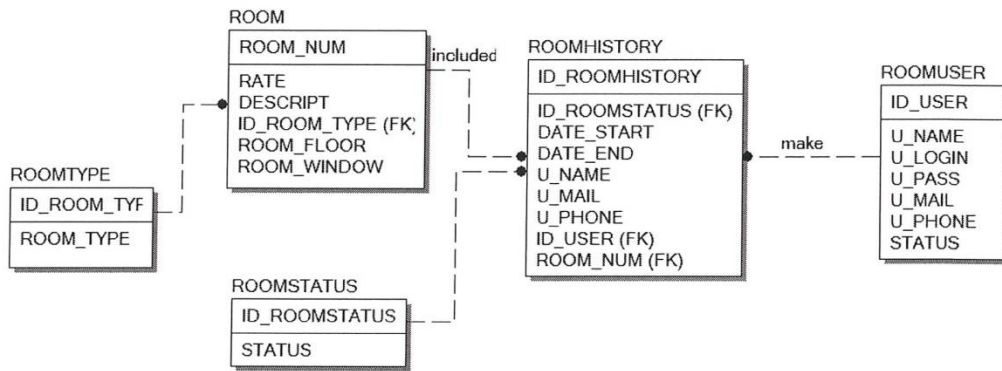 ROOM
ROOM_NUM
RATE
DESCRIPT
ID_ROOM_TYPE (FK)
ROOM_FLOOR
ROOM_WINDOW
included
ROOMHISTORY
ID_ROOMHISTORY
ID_ROOMSTATUS (FK)
DATE_START
DATE_END
U_NAME
U_MAIL
U_PHONE
ID_USER (FK)
ROOM_NUM (FK)
make
ROOMUSER
ID_USER
U_NAME
U_LOGIN
U_PASS
U_MAIL
U_PHONE
STATUS
ROOMTYPE
ID_ROOM_TYF
ROOM_TYPE
ROOMSTATUS
ID_ROOMSTATUS
STATUS